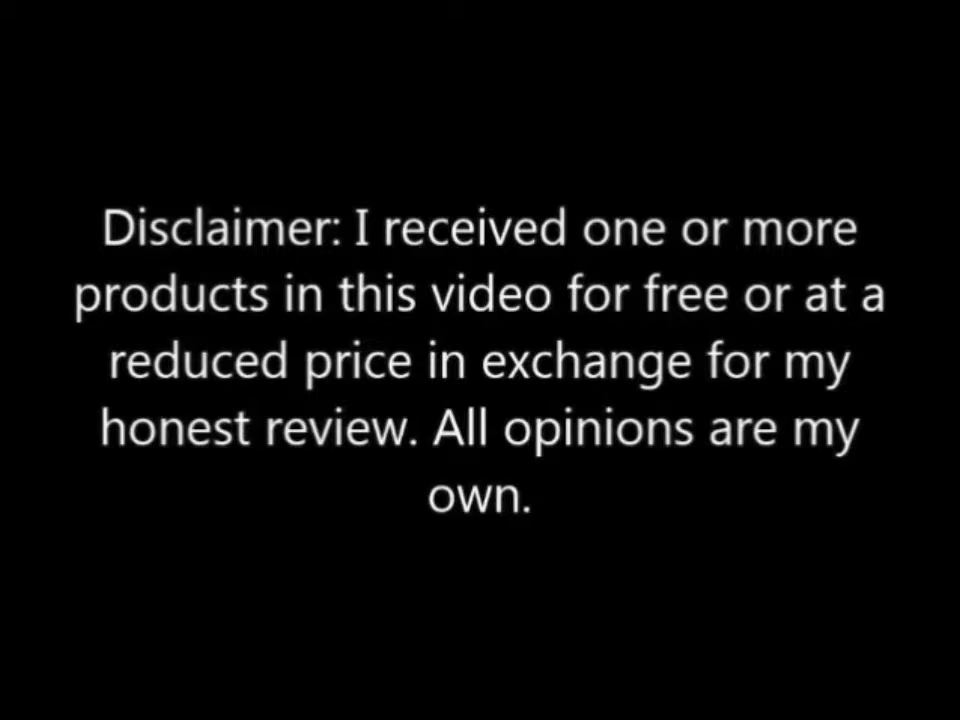 Disclaimer: I received one or more
products in this video for free or at a
reduced price in exchange for my
honest review. All opinions are my
own.